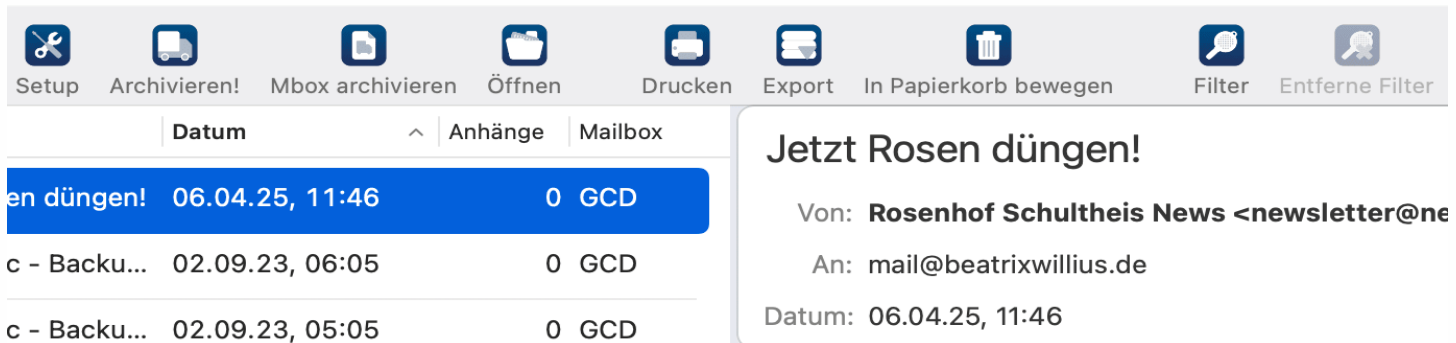 Setup Archivieren! Mbox archivieren Öffnen Drucken Export In Papierkorb bewegen Filter Entferne Filter
Datum Anhänge Mailbox
en düngen! 06.04.25, 11:46 0 GCD
c - Backu... 02.09.23, 06:05 0 GCD
c - Backu... 02.09.23, 05:05 0 GCD
Jetzt Rosen düngen!
Von: Rosenhof Schultheis News <newsletter@ne
An: mail@beatrixwillius.de
Datum: 06.04.25, 11:46